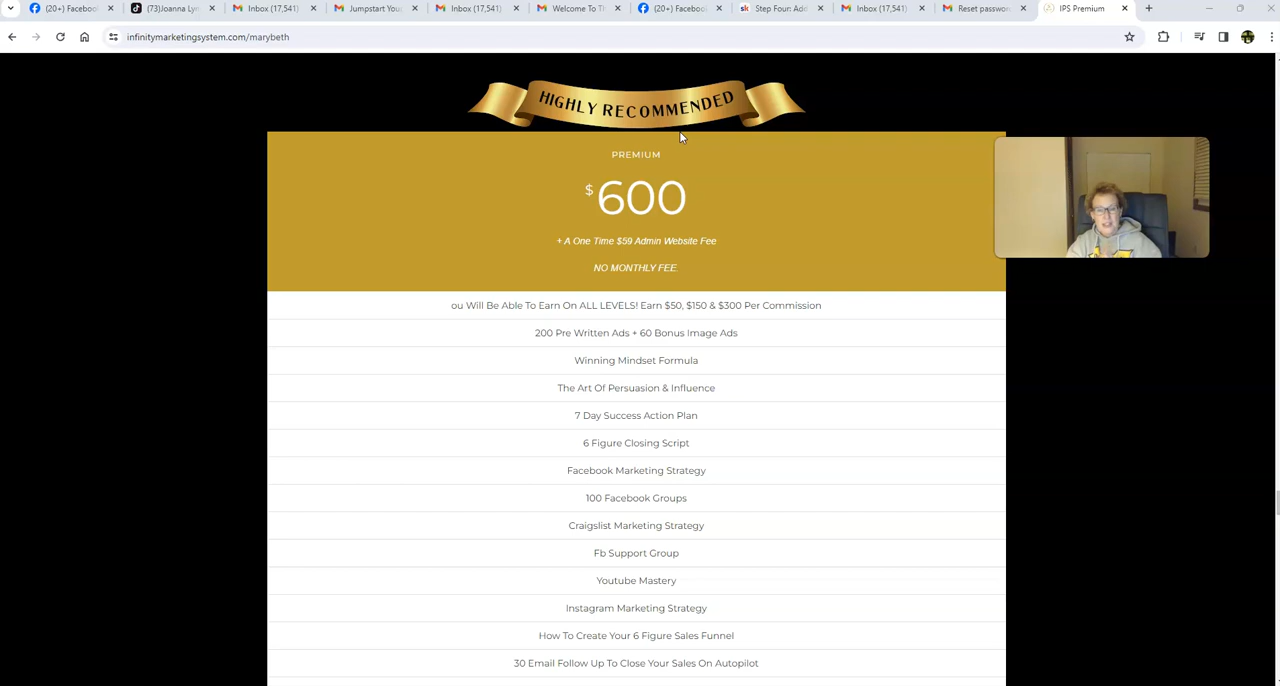 (20+) Facebook
(73)Joanna Lyn
Inbox (17,541)
Jumpstart You
Inbox (17,541)
Welcome To Th
(20+) Facebook
Step Four: Add
Inbox (17,541)
Reset passwor
IPS Premium
infinitymarketingsystem.com/marybeth
HIGHLY RECOMMENDED
PREMIUM
$600
+ A One Time $59 Admin Website Fee
NO MONTHLY FEE.
ou Will Be Able To Earn On ALL LEVELS! Earn $50, $150 & $300 Per Commission
200 Pre Written Ads + 60 Bonus Image Ads
Winning Mindset Formula
The Art Of Persuasion & Influence
7 Day Success Action Plan
6 Figure Closing Script
Facebook Marketing Strategy
100 Facebook Groups
Craigslist Marketing Strategy
Fb Support Group
Youtube Mastery
Instagram Marketing Strategy
How To Create Your 6 Figure Sales Funnel
30 Email Follow Up To Close Your Sales On Autopilot